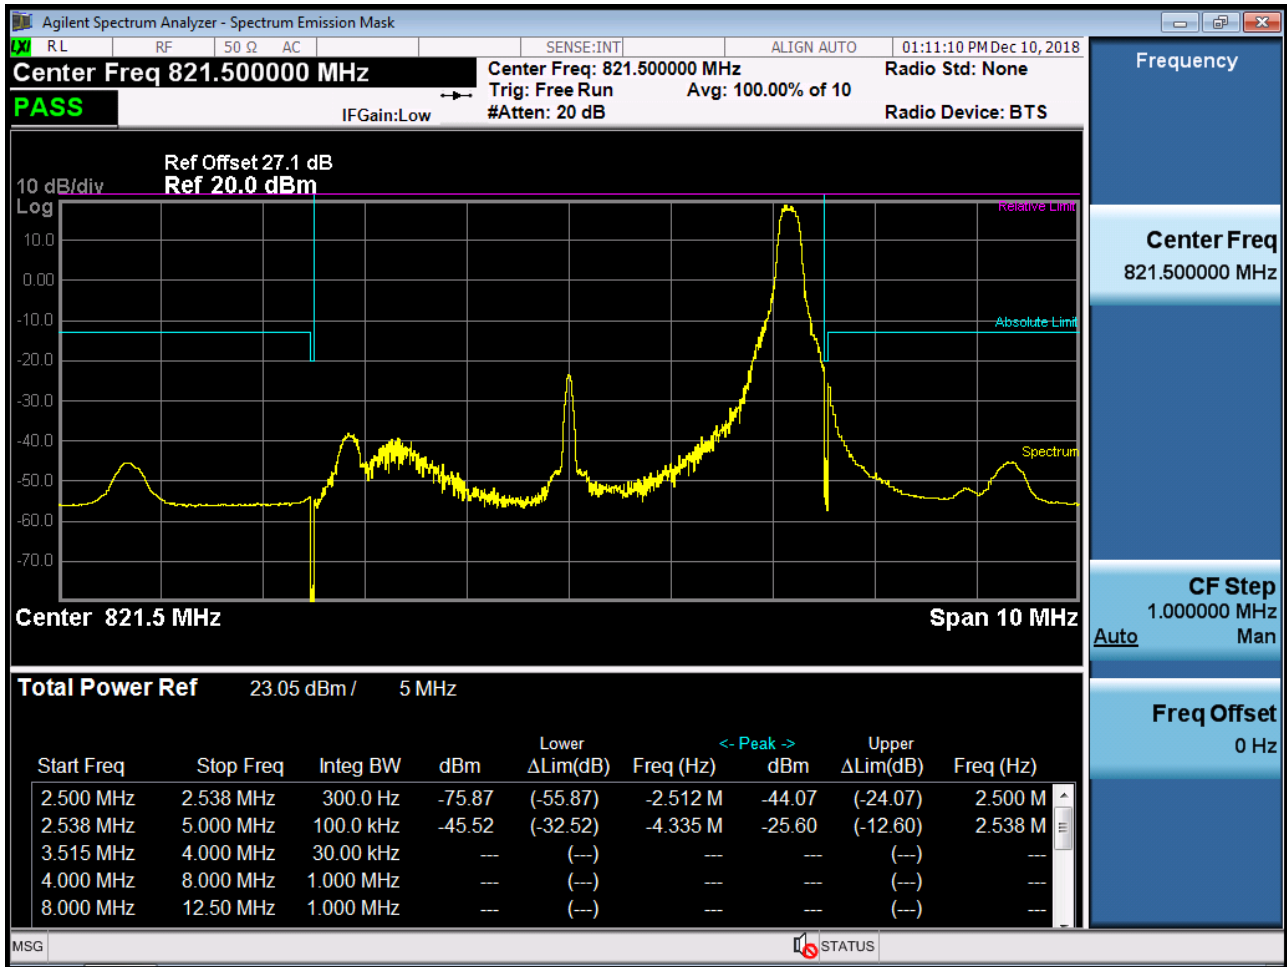 Agilent Spectrum Analyzer - Spectrum Emission Mask
LXI RL RF 50 Ω AC SENSE:INT ALIGN AUTO 01:11:10 PM Dec 10, 2018
Center Freq 821.500000 MHz
Center Freq: 821.500000 MHz Radio Std: None
Trig: Free Run Avg: 100.00% of 10
PASS IFGain:Low #Atten: 20 dB Radio Device: BTS
Ref Offset 27.1 dB
10 dB/div Ref 20.0 dBm
Log
Relative Limit
10.0
0.00
-10.0
Absolute Limit
-20.0
-30.0
-40.0
Spectrum
-50.0
-60.0
-70.0
Center 821.5 MHz Span 10 MHz
Total Power Ref 23.05 dBm / 5 MHz
Lower <- Peak -> Upper
Start Freq Stop Freq Integ BW dBm ΔLim(dB) Freq (Hz) dBm ΔLim(dB) Freq (Hz)
2.500 MHz 2.538 MHz 300.0 Hz -75.87 (-55.87) -2.512 M -44.07 (-24.07) 2.500 M
2.538 MHz 5.000 MHz 100.0 kHz -45.52 (-32.52) -4.335 M -25.60 (-12.60) 2.538 M
3.515 MHz 4.000 MHz 30.00 kHz --- (---) --- --- (---) ---
4.000 MHz 8.000 MHz 1.000 MHz --- (---) --- --- (---) ---
8.000 MHz 12.50 MHz 1.000 MHz --- (---) --- --- (---) ---
MSG STATUS
Frequency
Center Freq
821.500000 MHz
CF Step
1.000000 MHz
Auto Man
Freq Offset
0 Hz